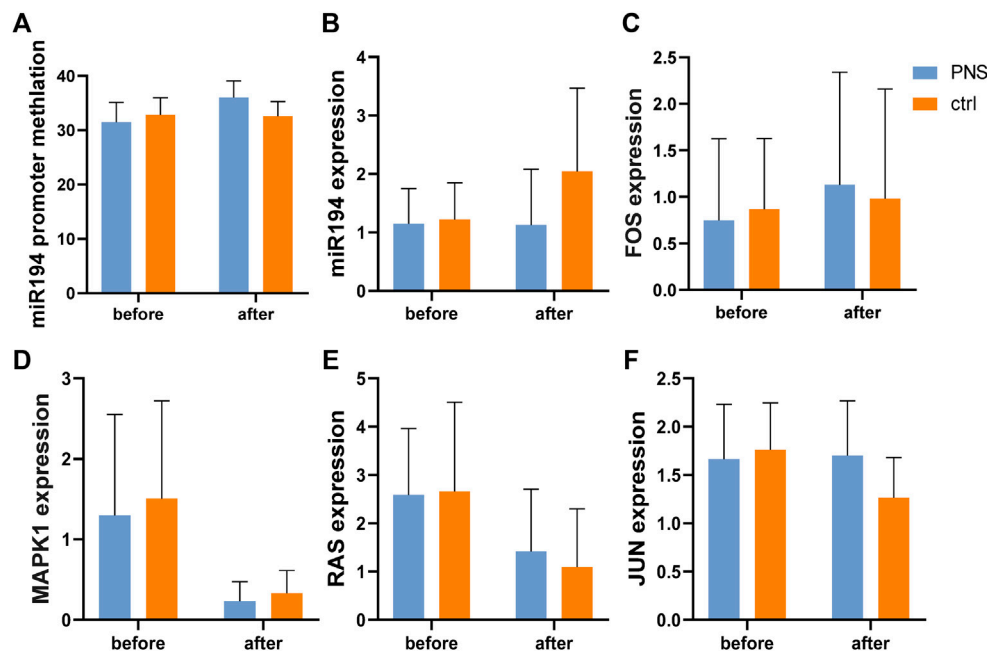 A
miR194 promoter methlation
40
30
20
10
0
before after
B
miR194 expression
4
3
2
1
0
before after
C
FOS expression
2.5
2.0
1.5
1.0
0.5
0.0
before after
PNS
ctrl
D
MAPK1 expression
3
2
1
0
before after
E
RAS expression
5
4
3
2
1
0
before after
F
JUN expression
2.5
2.0
1.5
1.0
0.5
0.0
before after